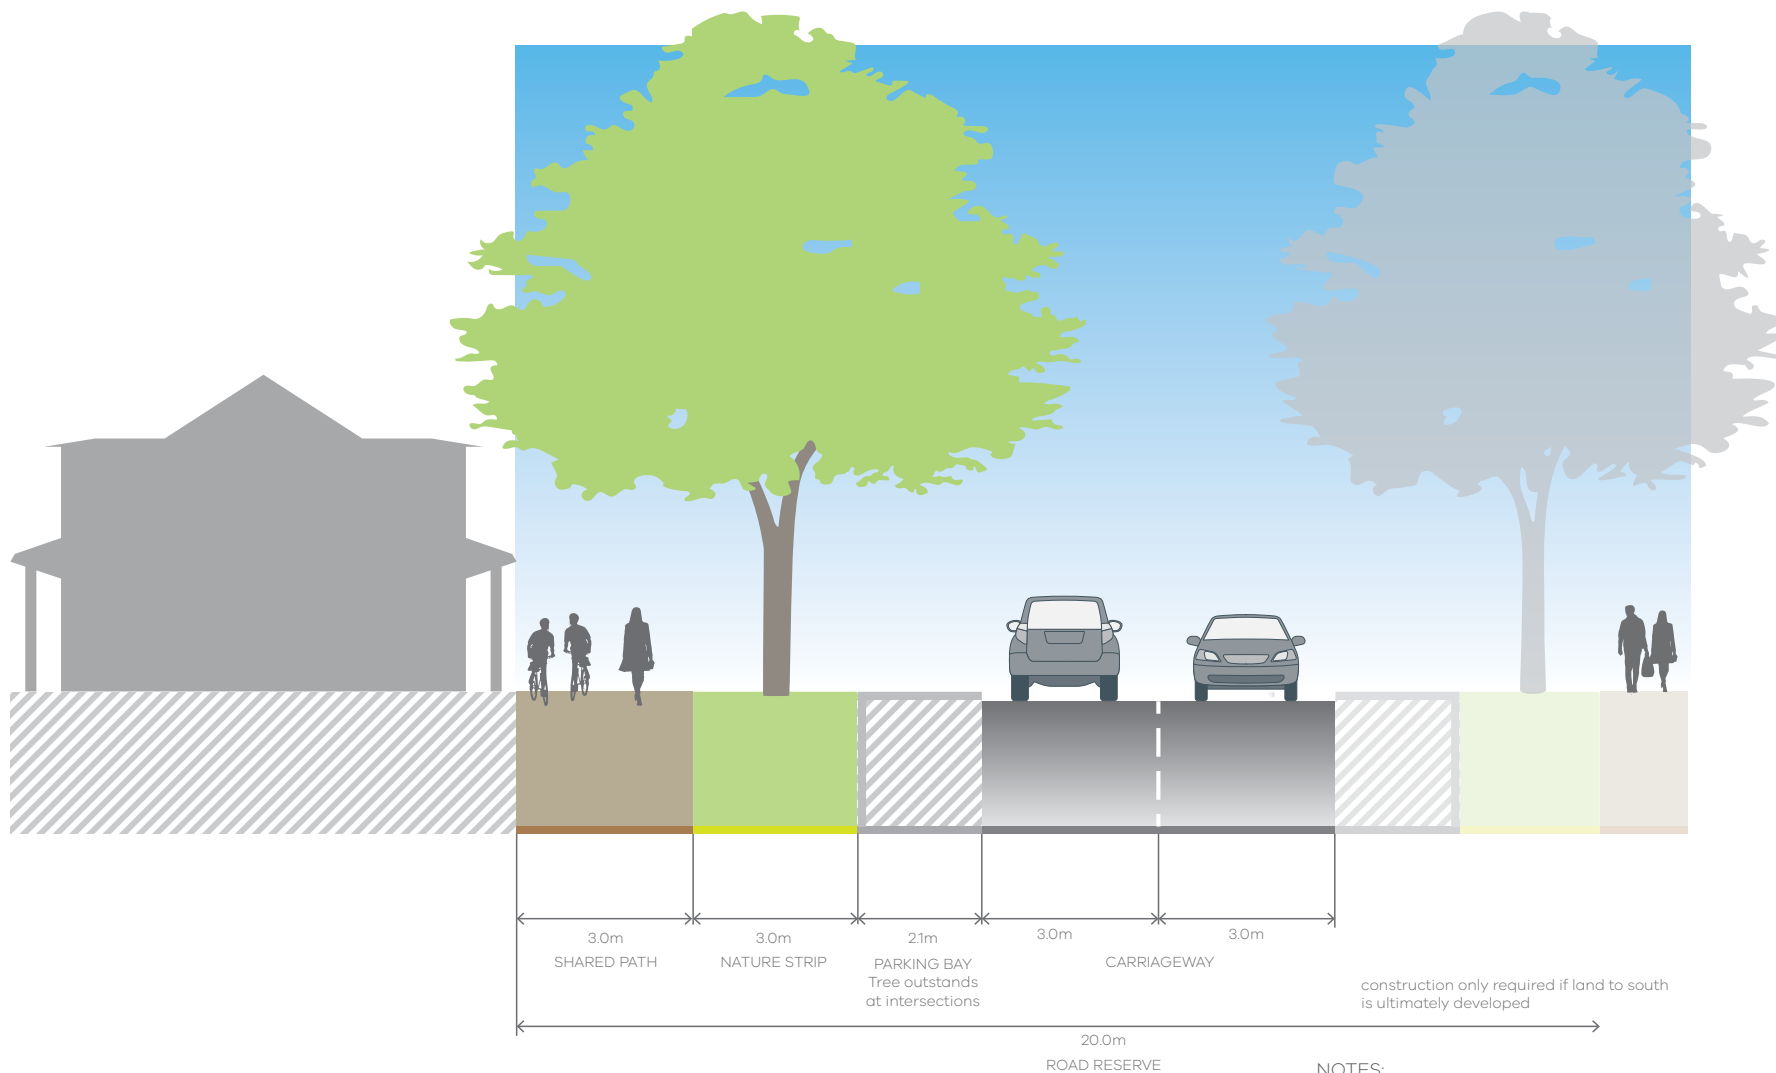 3.0m
3.0m
2.1m
3.0m
3.0m
SHARED PATH
NATURE STRIP
PARKING BAY
Tree outstands
at intersections
CARRIAGEWAY
construction only required if land to south
is ultimately developed
20.0m
ROAD RESERVE
NOTES: